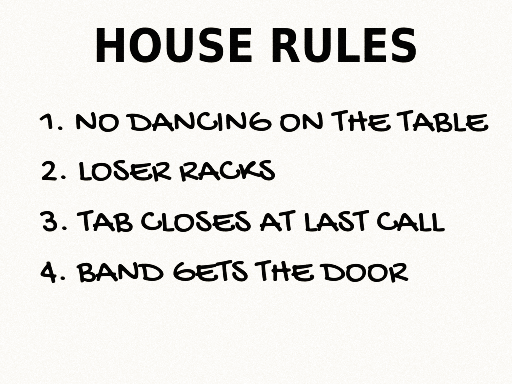 HOUSE RULES
1. NO DANCING ON THE TABLE
2. LOSER RACKS
3. TAB CLOSES AT LAST CALL
4. BAND GETS THE DOOR